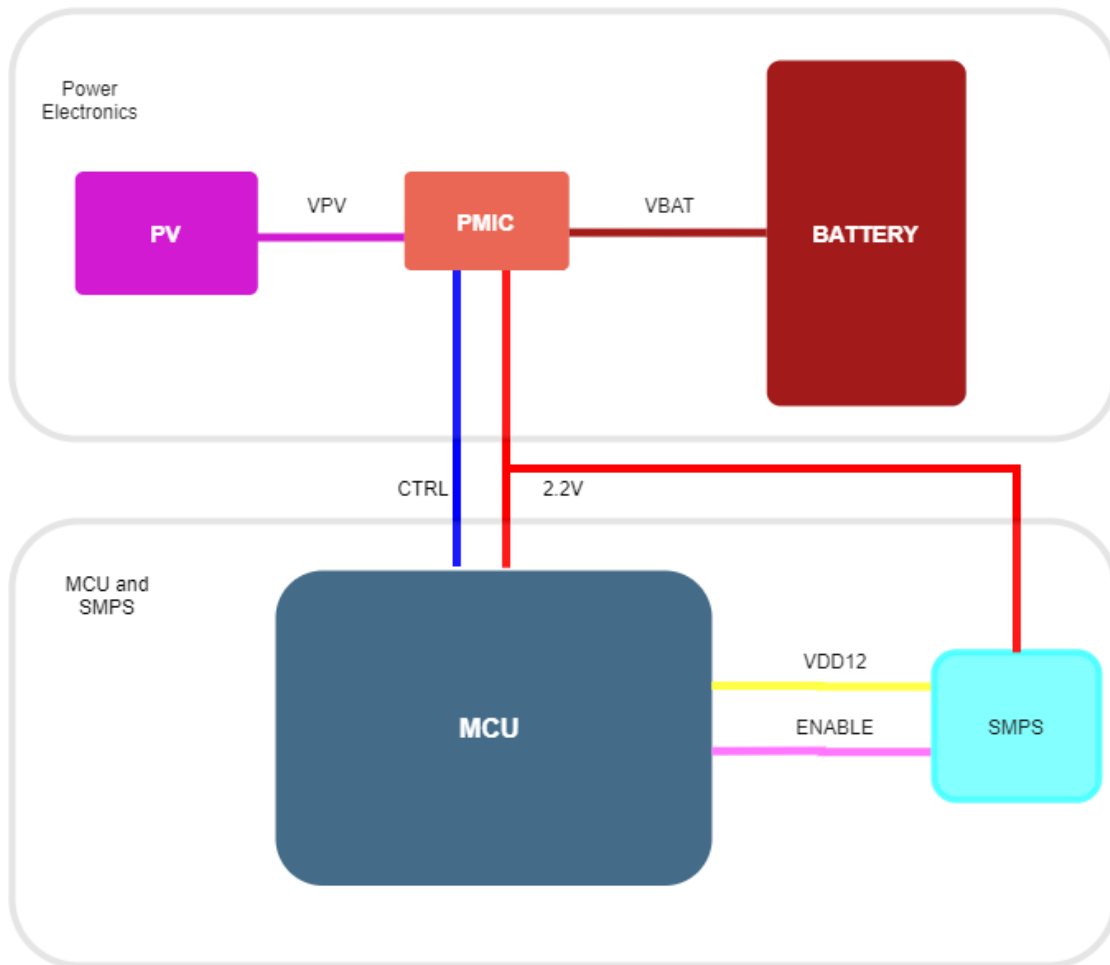 Power
Electronics
PV
VPV
PMIC
VBAT
BATTERY
CTRL
2.2V
MCU and
SMPS
MCU
VDD12
ENABLE
SMPS